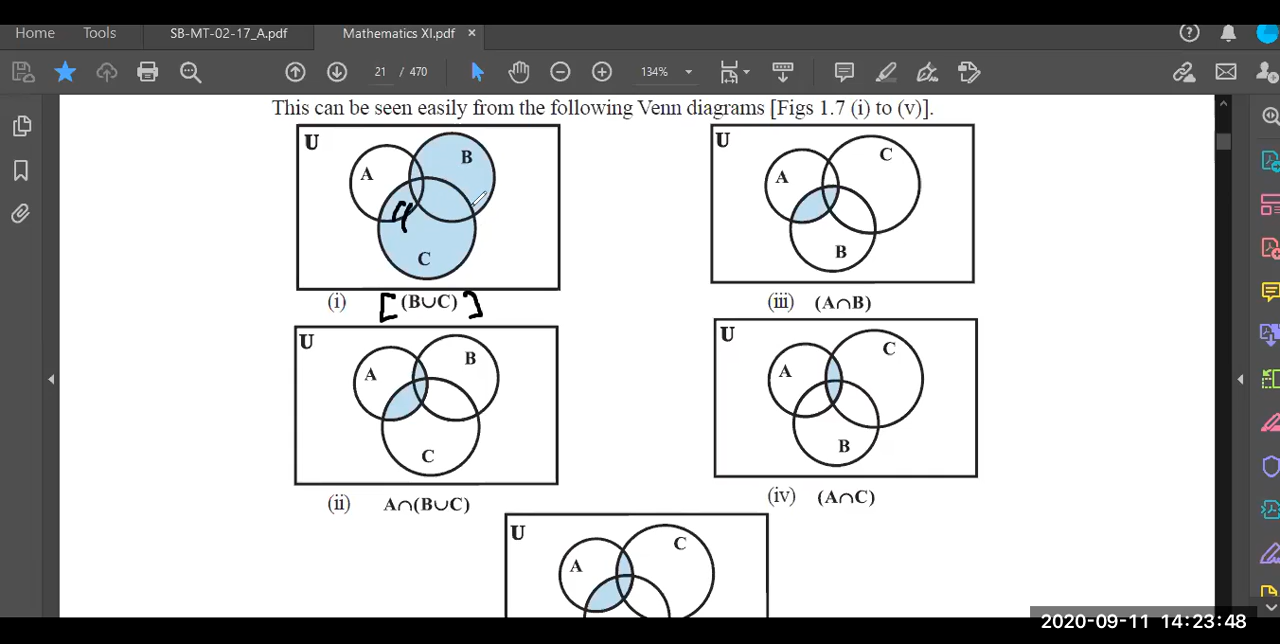 Home Tools SB-MT-02-17_A.pdf Mathematics XI.pdf ×
21 / 470 134%
This can be seen easily from the following Venn diagrams [Figs 1.7 (i) to (v)].
U A B C
(i) [(B∪C)]
U A B C
(ii) A∩(B∪C)
U A C B
(iii) (A∩B)
U A C B
(iv) (A∩C)
U A C
2020-09-11 14:23:48